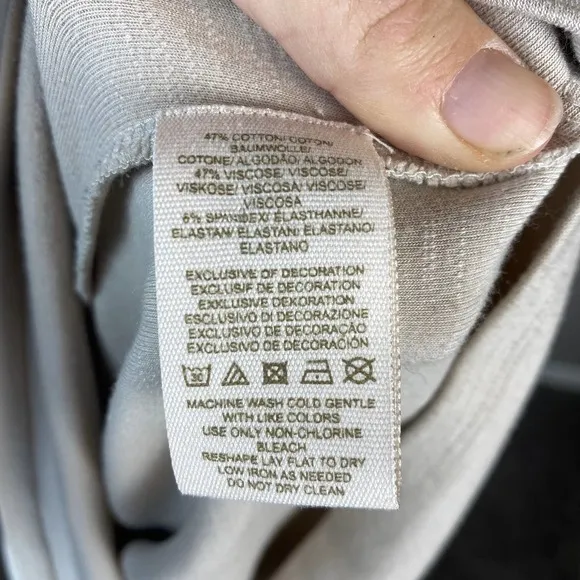 47% COTTON/ COTON/
BAUMWOLLE/
COTONE/ ALGODÃO/ ALGODON
47% VISCOSE/ VISCOSE/
VISKOSE/ VISCOSA/ VISCOSE/
VISCOSA
6% SPANDEX/ ÉLASTHANNE/
ELASTAN/ ELASTAN/ ELASTANO/
ELASTANO
EXCLUSIVE OF DECORATION
EXCLUSIF DE DECORATION
EXKLUSIVE DEKORATION
ESCLUSIVO DI DECORAZIONE
EXCLUSIVO DE DECORAÇÃO
EXCLUSIVO DE DECORACIÓN
MACHINE WASH COLD GENTLE
WITH LIKE COLORS
USE ONLY NON-CHLORINE
BLEACH
RESHAPE LAY FLAT TO DRY
LOW IRON AS NEEDED
DO NOT DRY CLEAN